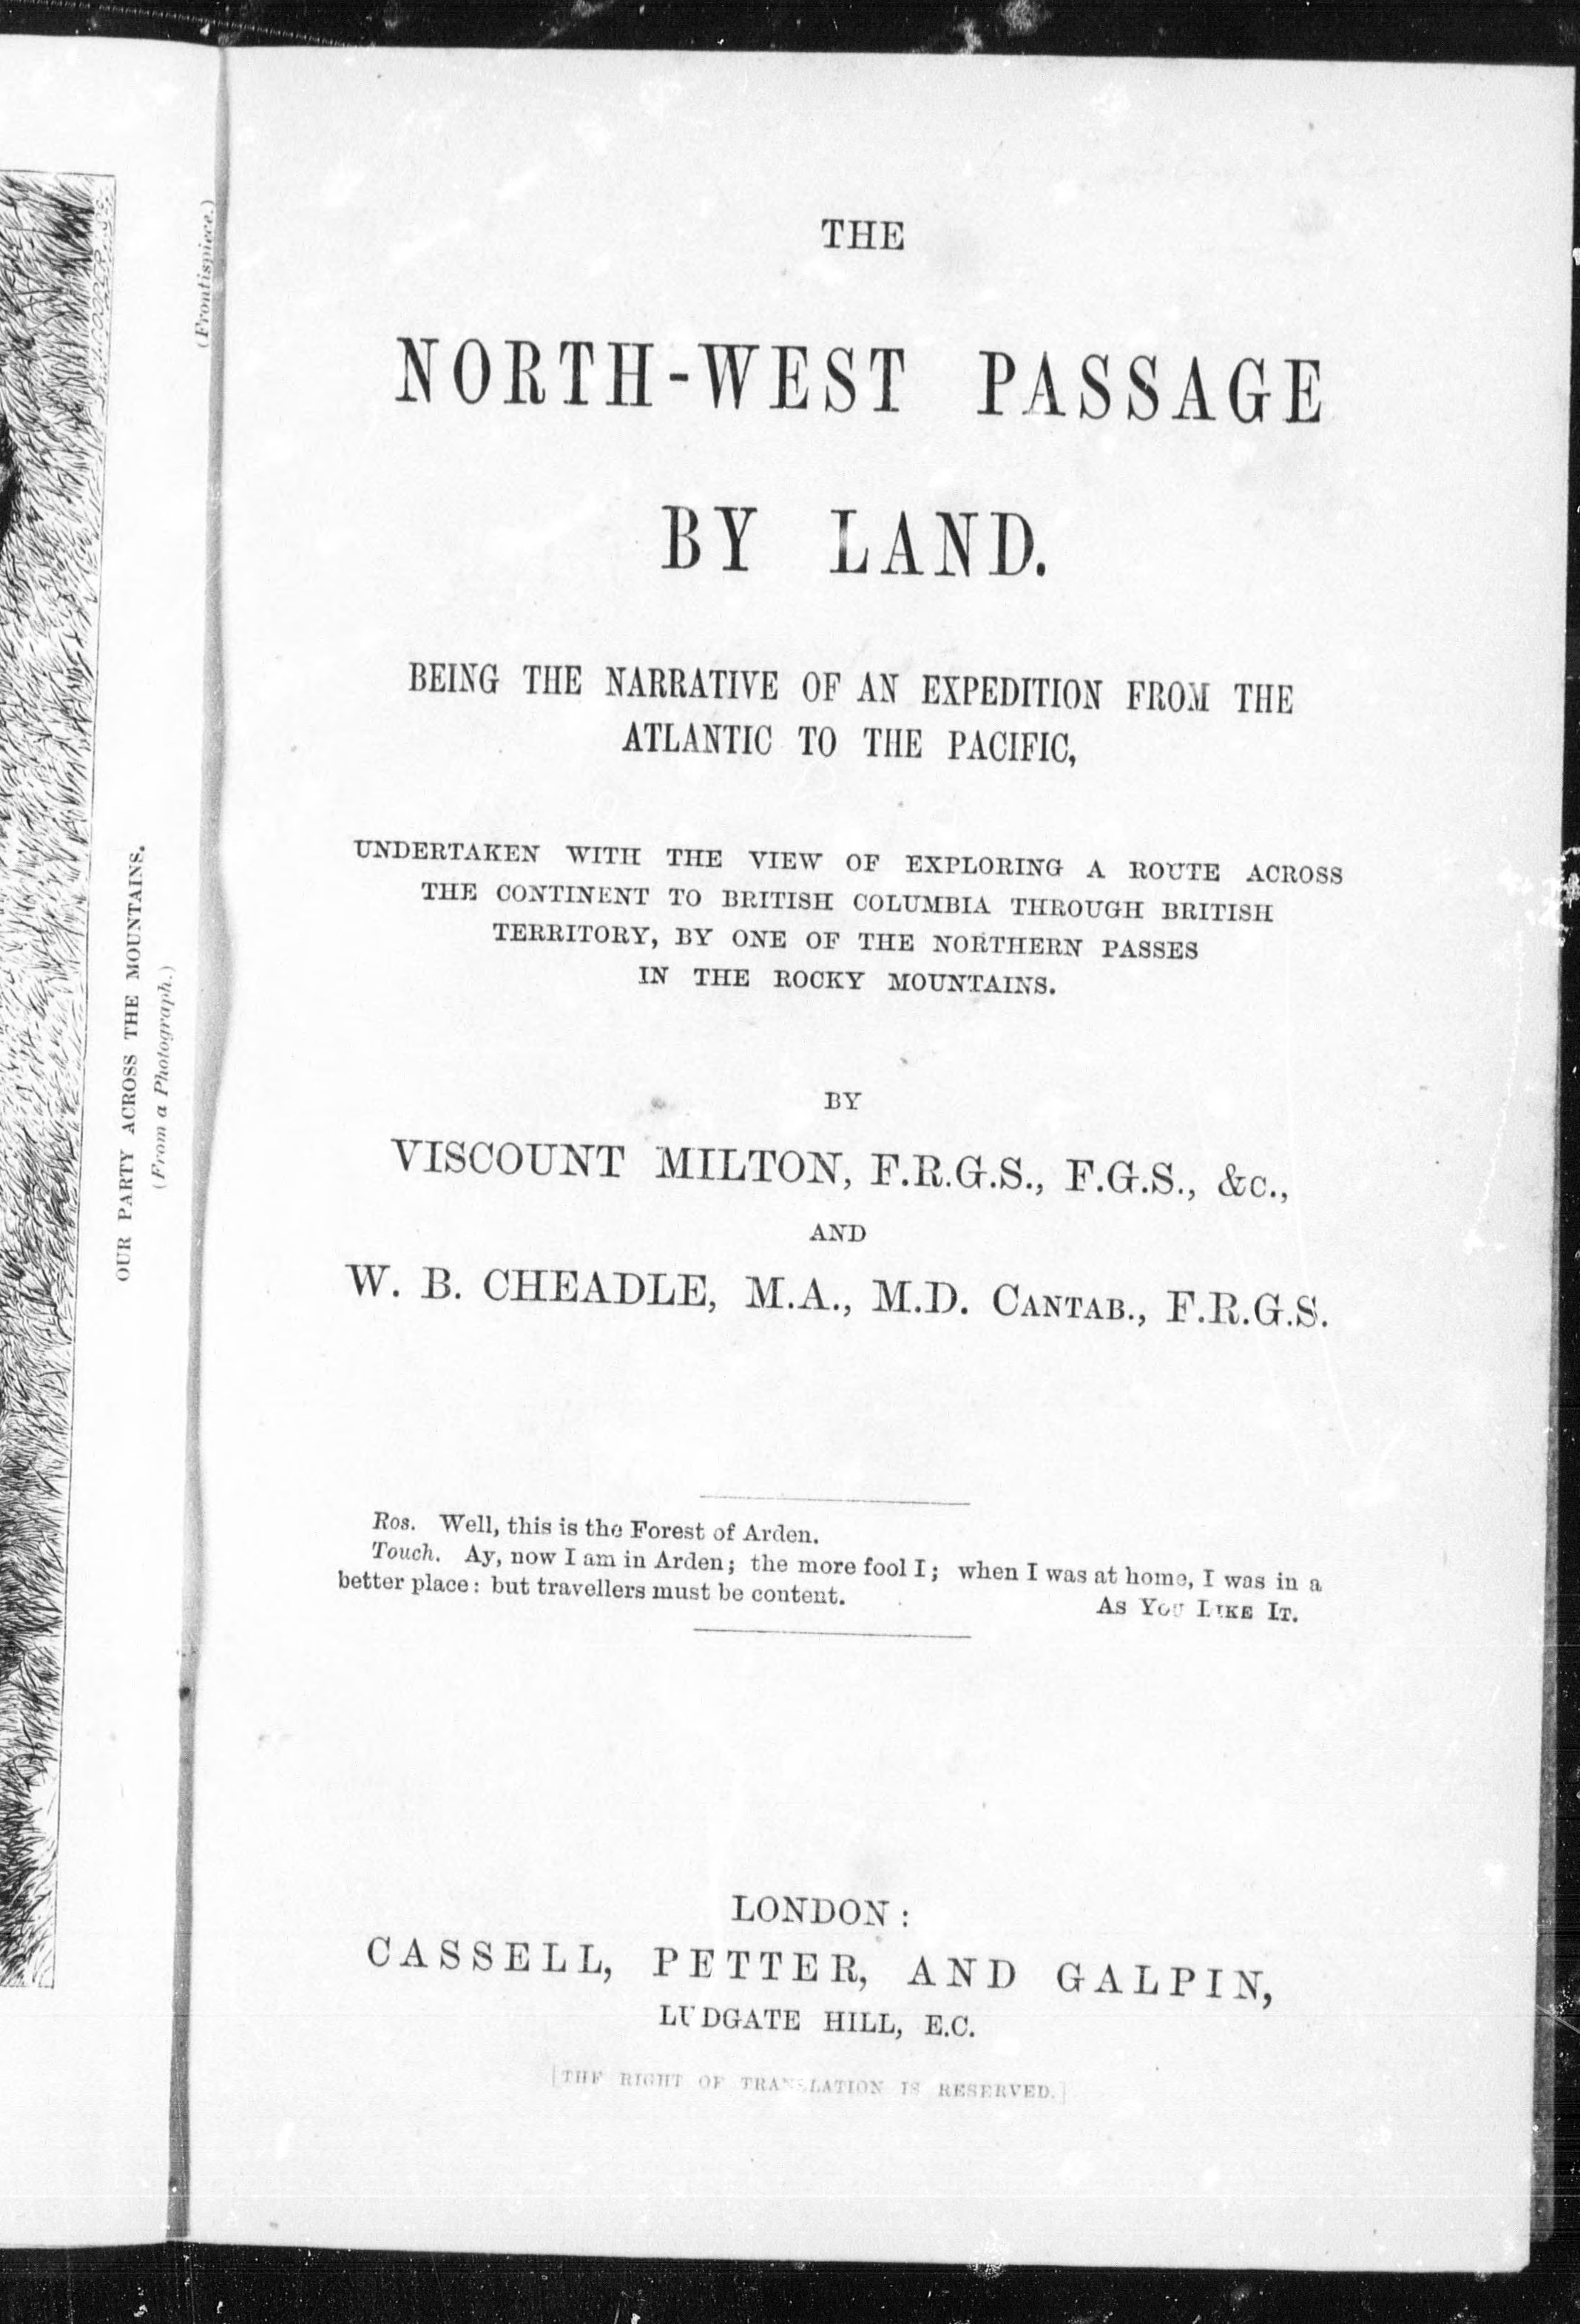 OUR PARTY ACROSS THE MOUNTAINS.
(From a Photograph.)
(Frontispiece.)
THE
NORTH-WEST PASSAGE
BY LAND.
BEING THE NARRATIVE OF AN EXPEDITION FROM THE
ATLANTIC TO THE PACIFIC,
UNDERTAKEN WITH THE VIEW OF EXPLORING A ROUTE ACROSS
THE CONTINENT TO BRITISH COLUMBIA THROUGH BRITISH
TERRITORY, BY ONE OF THE NORTHERN PASSES
IN THE ROCKY MOUNTAINS.
BY
VISCOUNT MILTON, F.R.G.S., F.G.S., &c.,
AND
W. B. CHEADLE, M.A., M.D. CANTAB., F.R.G.S.
Ros. Well, this is the Forest of Arden.
Touch. Ay, now I am in Arden; the more fool I; when I was at home, I was in a
better place: but travellers must be content. AS YOU LIKE IT.
LONDON:
CASSELL, PETTER, AND GALPIN,
LUDGATE HILL, E.C.
[THE RIGHT OF TRANSLATION IS RESERVED.]